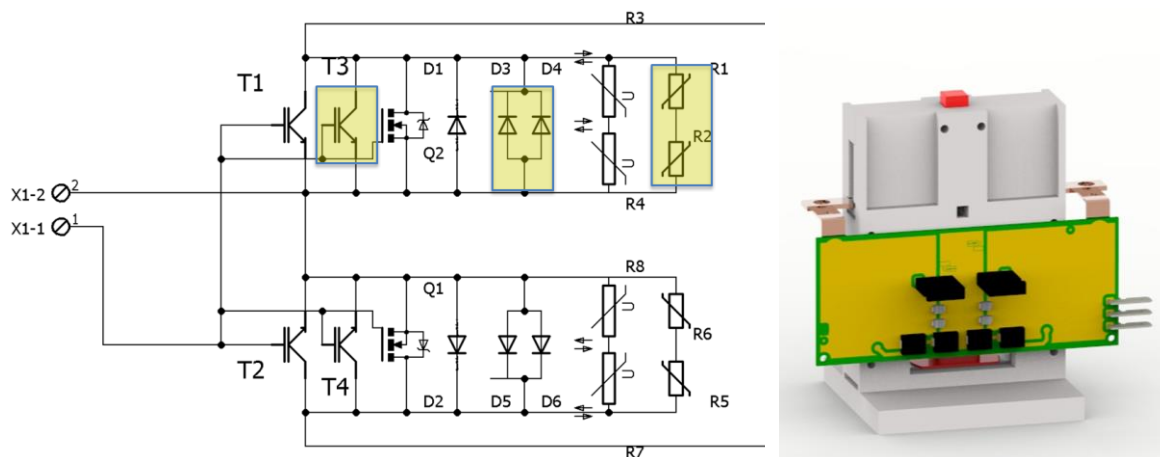 R3
T3 D1 D3 D4 R1
T1
U
R2
Q2
X1-2 2
U
R4
X1-1 1
R8
Q1
U
R6
T2
T4 D2 D5 D6 U R5
R7